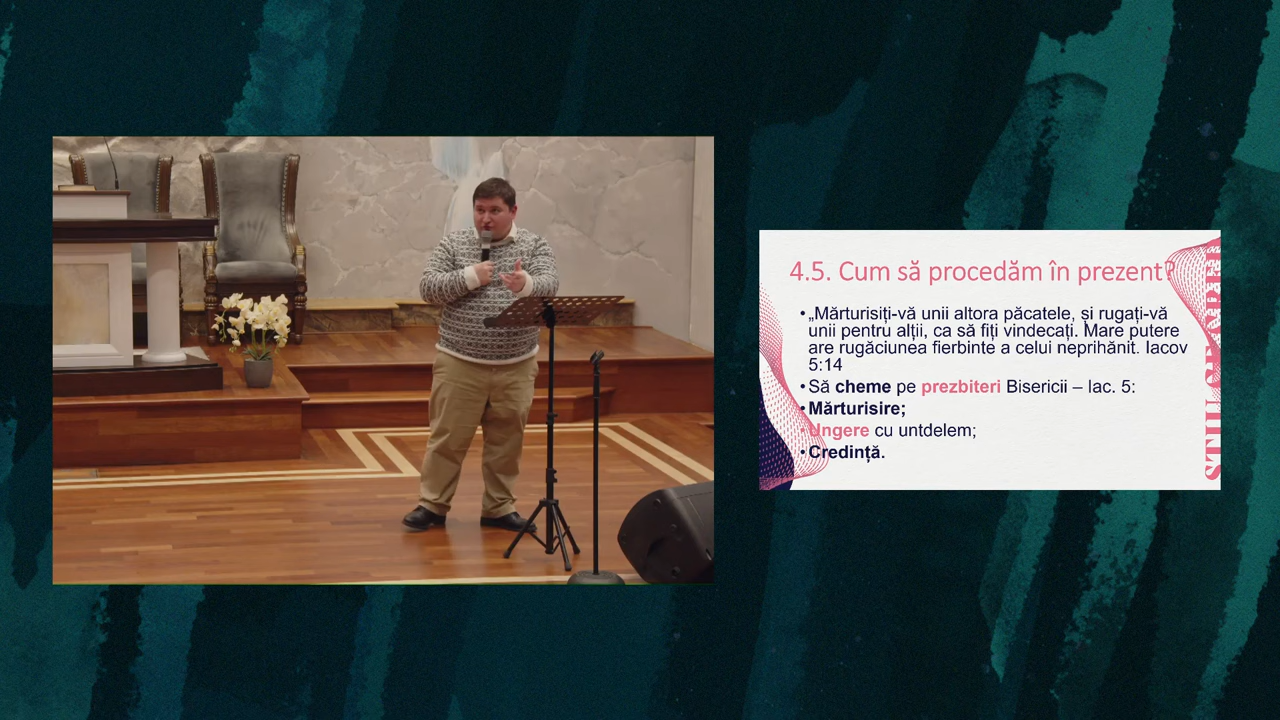 4.5. Cum să procedăm în prezent?
• „Mărturisiți-vă unii altora păcatele, și rugați-vă
unii pentru alții, ca să fiți vindecați. Mare putere
are rugăciunea fierbinte a celui neprihănit. Iacov
5:14
• Să cheme pe prezbiteri Bisericii – Iac. 5:
• Mărturisire;
• Ungere cu untdelem;
• Credință.
STIL